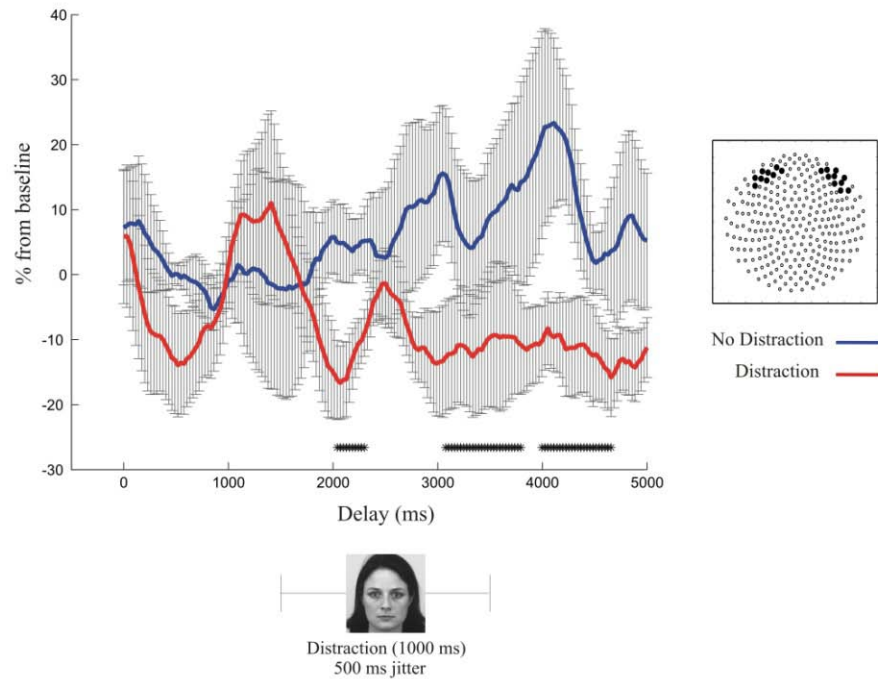 40
30
20
10
0
-10
-20
-30
% from baseline
0 1000 2000 3000 4000 5000
Delay (ms)
No Distraction
Distraction
Distraction (1000 ms)
500 ms jitter